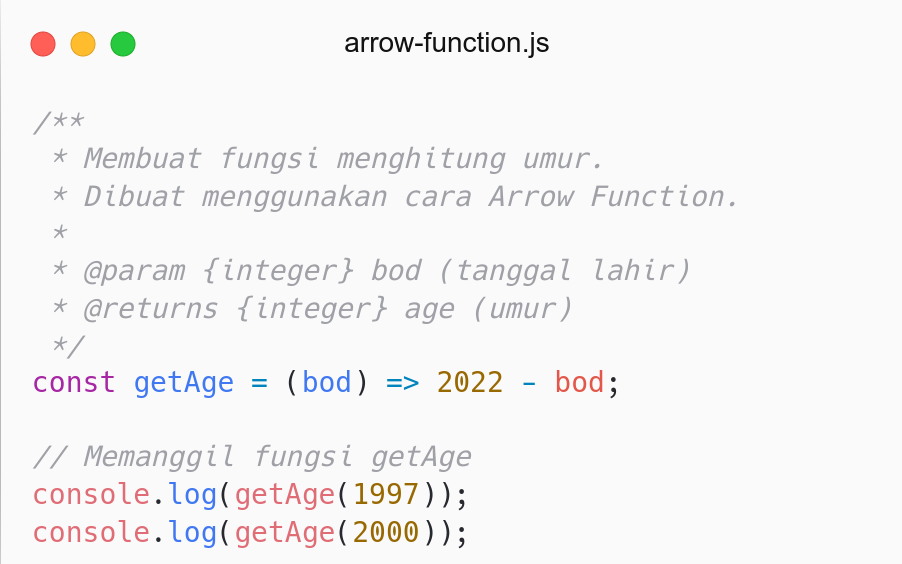 arrow-function.js
/**
 * Membuat fungsi menghitung umur.
 * Dibuat menggunakan cara Arrow Function.
 *
 * @param {integer} bod (tanggal lahir)
 * @returns {integer} age (umur)
 */
const getAge = (bod) => 2022 - bod;
// Memanggil fungsi getAge
console.log(getAge(1997));
console.log(getAge(2000));